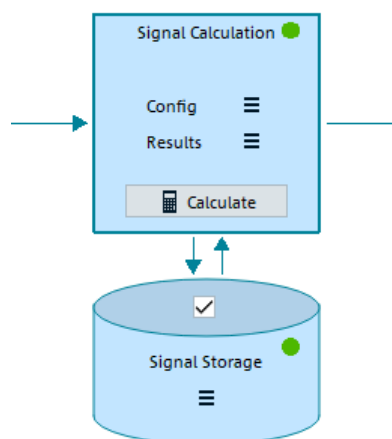 Signal Calculation
Config
Results
Calculate
Signal Storage